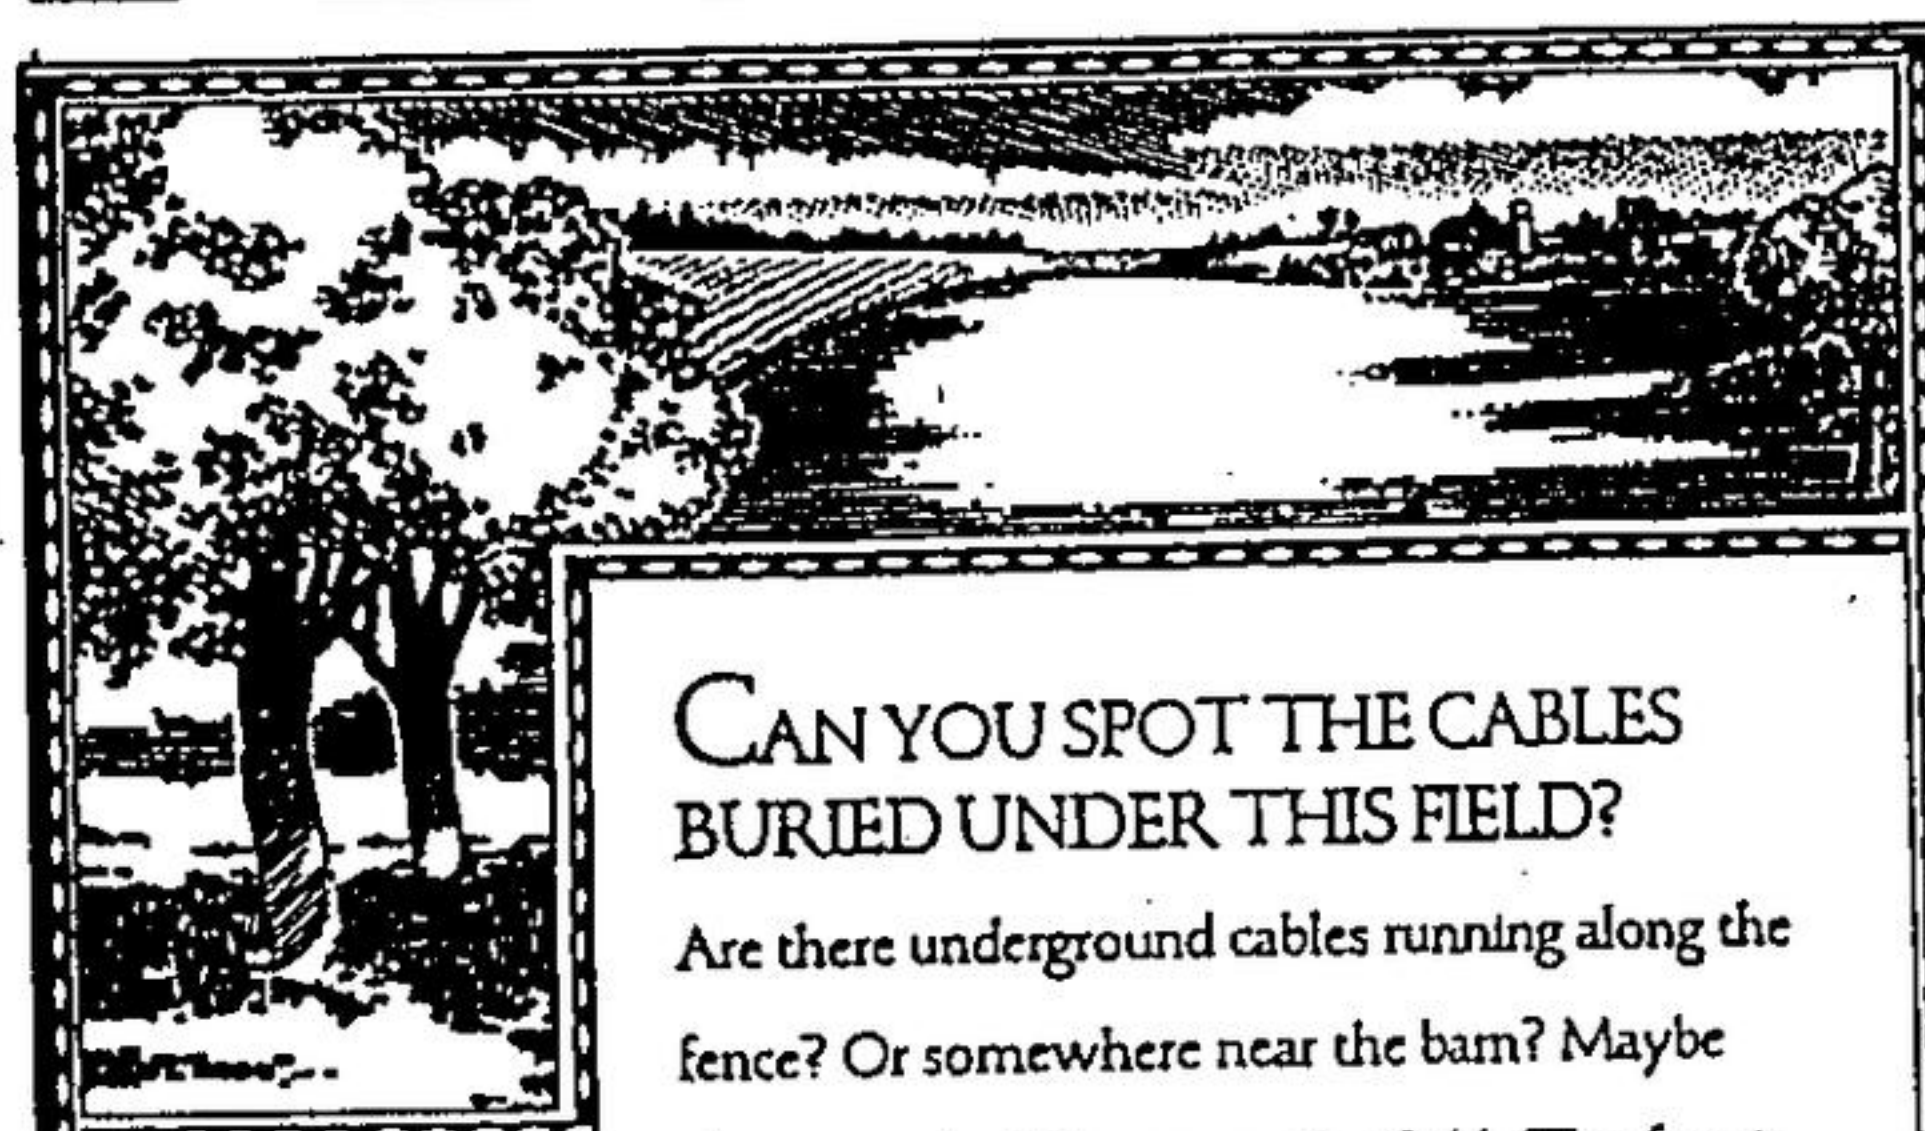 CAN YOU SPOT THE CABLES
BURIED UNDER THIS FIELD?
Are there underground cables running along the
fence? Or somewhere near the barn? Maybe